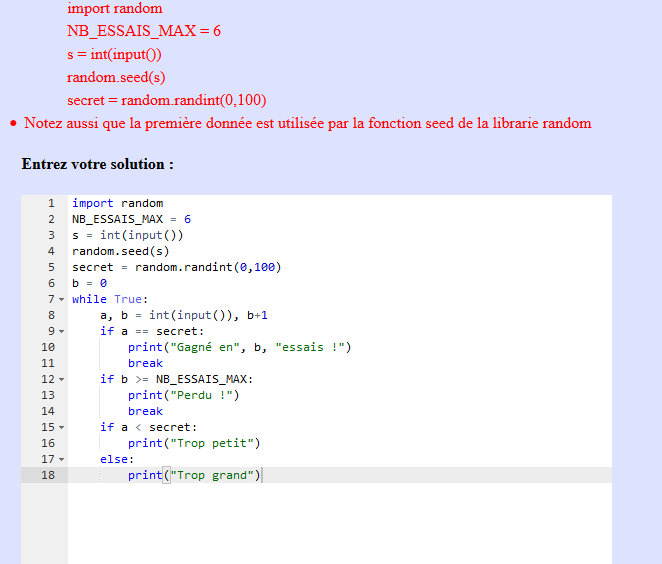 import random
NB_ESSAIS_MAX = 6
s = int(input())
random.seed(s)
secret = random.randint(0,100)
• Notez aussi que la première donnée est utilisée par la fonction seed de la librarie random
Entrez votre solution :
1 import random
2 NB_ESSAIS_MAX = 6
3 s = int(input())
4 random.seed(s)
5 secret = random.randint(0,100)
6 b = 0
7 while True:
8     a, b = int(input()), b+1
9     if a == secret:
10         print("Gagné en", b, "essais !")
11         break
12     if b >= NB_ESSAIS_MAX:
13         print("Perdu !")
14         break
15     if a < secret:
16         print("Trop petit")
17     else:
18         print("Trop grand")